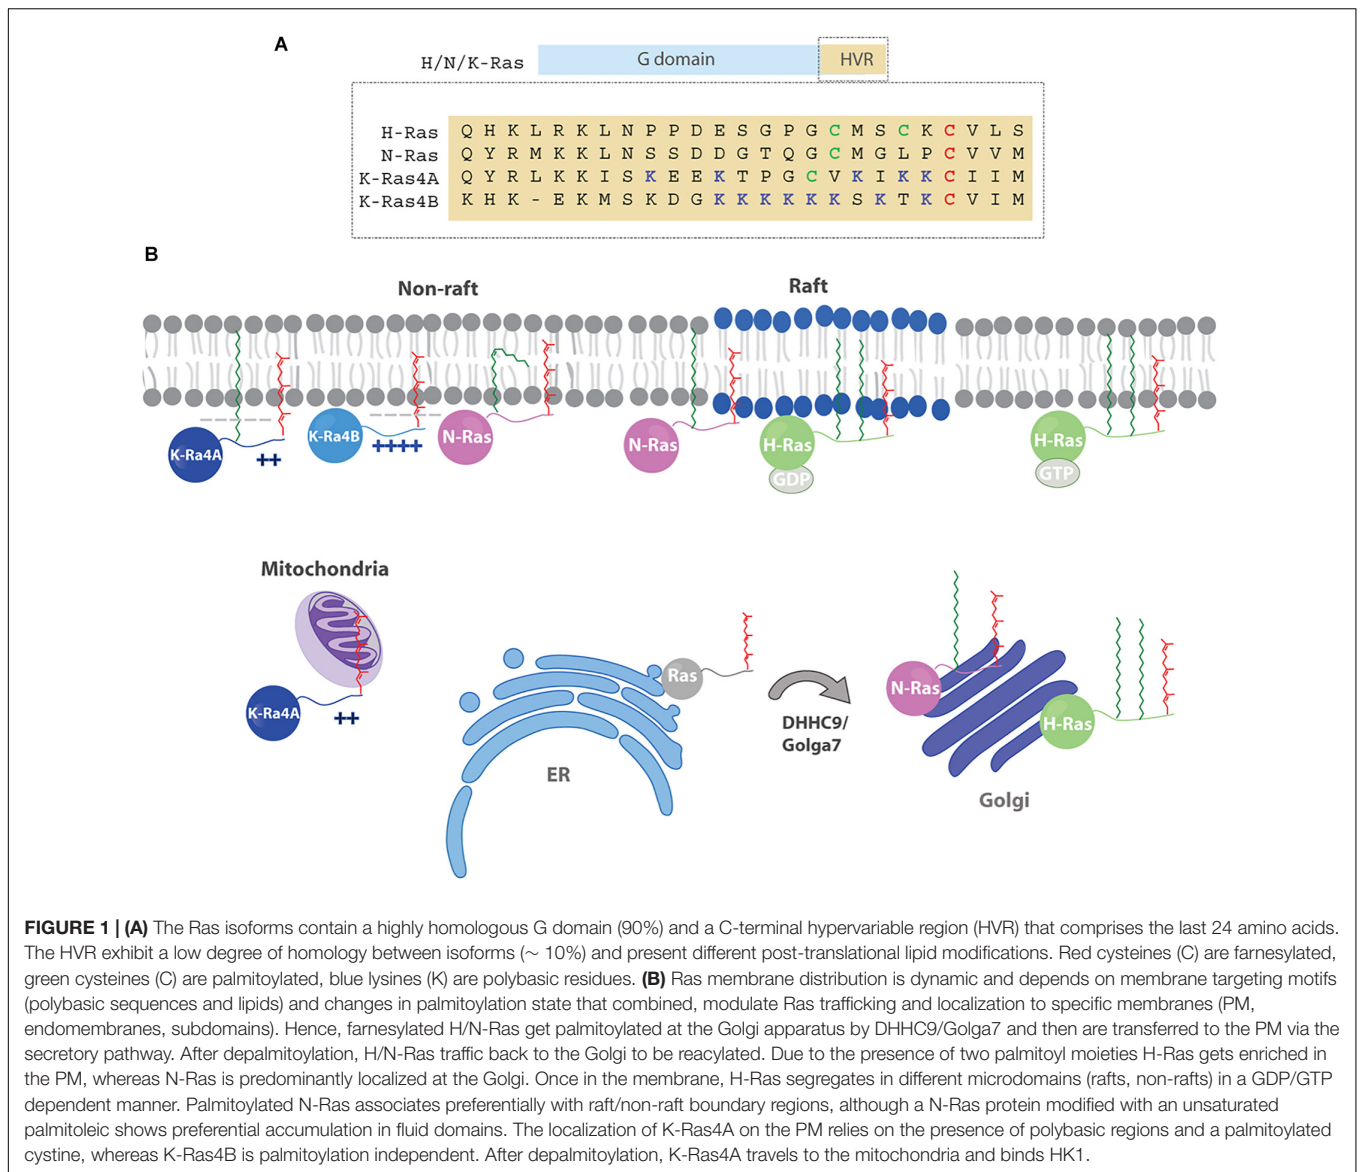 A
H/N/K-Ras
G domain
HVR
H-Ras Q H K L R K L N P P D E S G P G C M S C K C V L S
N-Ras Q Y R M K K L N S S D D G T Q G C M G L P C V V M
K-Ras4A Q Y R L K K I S K E E K T P G C V K I K K C I I M
K-Ras4B K H K - E K M S K D G K K K K K K S K T K C V I M
B
Non-raft
Raft
K-Ra4A
++
K-Ra4B
++++
N-Ras
N-Ras
H-Ras
GDP
H-Ras
GTP
Mitochondria
K-Ra4A
++
ER
Ras
DHHC9/
Golga7
N-Ras
H-Ras
Golgi
FIGURE 1 | (A) The Ras isoforms contain a highly homologous G domain (90%) and a C-terminal hypervariable region (HVR) that comprises the last 24 amino acids.
The HVR exhibit a low degree of homology between isoforms (∼ 10%) and present different post-translational lipid modifications. Red cysteines (C) are farnesylated,
green cysteines (C) are palmitoylated, blue lysines (K) are polybasic residues. (B) Ras membrane distribution is dynamic and depends on membrane targeting motifs
(polybasic sequences and lipids) and changes in palmitoylation state that combined, modulate Ras trafficking and localization to specific membranes (PM,
endomembranes, subdomains). Hence, farnesylated H/N-Ras get palmitoylated at the Golgi apparatus by DHHC9/Golga7 and then are transferred to the PM via the
secretory pathway. After depalmitoylation, H/N-Ras traffic back to the Golgi to be reacylated. Due to the presence of two palmitoyl moieties H-Ras gets enriched in
the PM, whereas N-Ras is predominantly localized at the Golgi. Once in the membrane, H-Ras segregates in different microdomains (rafts, non-rafts) in a GDP/GTP
dependent manner. Palmitoylated N-Ras associates preferentially with raft/non-raft boundary regions, although a N-Ras protein modified with an unsaturated
palmitoleic shows preferential accumulation in fluid domains. The localization of K-Ras4A on the PM relies on the presence of polybasic regions and a palmitoylated
cystine, whereas K-Ras4B is palmitoylation independent. After depalmitoylation, K-Ras4A travels to the mitochondria and binds HK1.